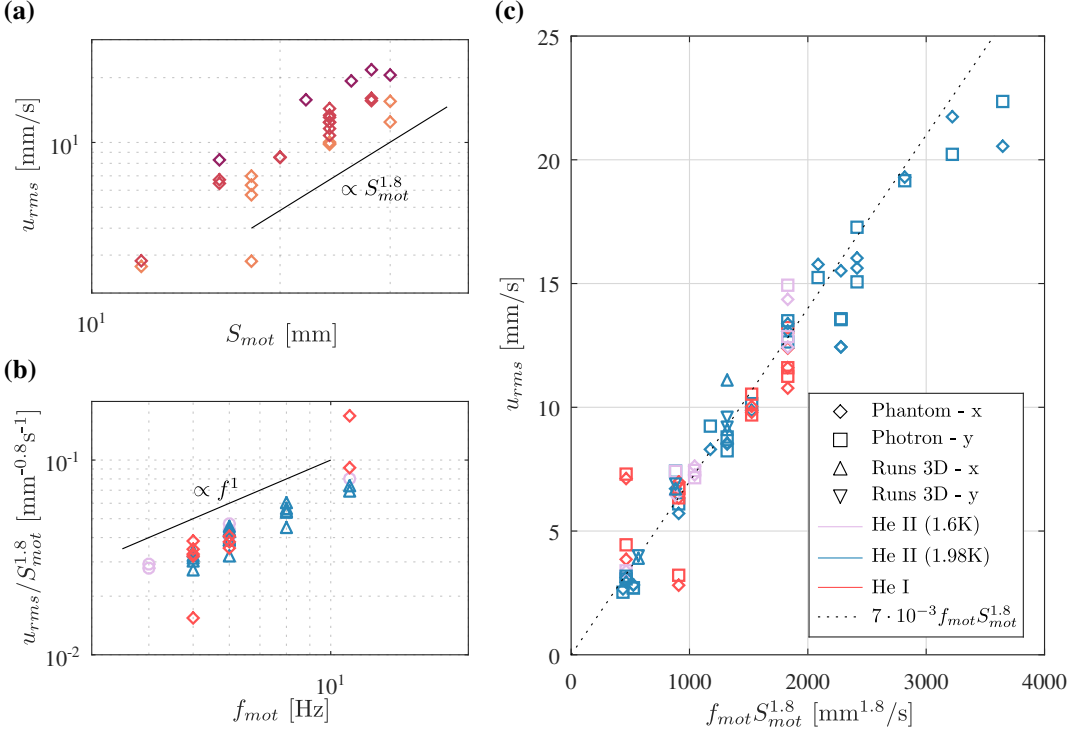 (a)
u_rms [mm/s]
10^1
∝ S_mot^1.8
10^1
S_mot [mm]
(b)
u_rms/S_mot^1.8 [mm^-0.8 s^-1]
10^-1
∝ f^1
10^-2
10^1
f_mot [Hz]
(c)
u_rms [mm/s]
25
20
15
10
5
0
Phantom - x
Photron - y
Runs 3D - x
Runs 3D - y
He II (1.6K)
He II (1.98K)
He I
7 · 10^-3 f_mot S_mot^1.8
0 1000 2000 3000 4000
f_mot S_mot^1.8 [mm^1.8/s]